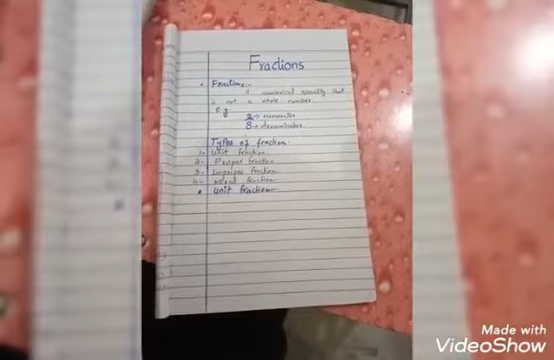 Fractions
• Fraction:-
A numerical quantity that
is not a whole number.
e.g
2 → numerator
8 → denominator
Types of fraction:
1- Unit fraction
2- Proper fraction
3- Improper fraction
4- Mixed fraction
• Unit fraction:-
Made with
VideoShow